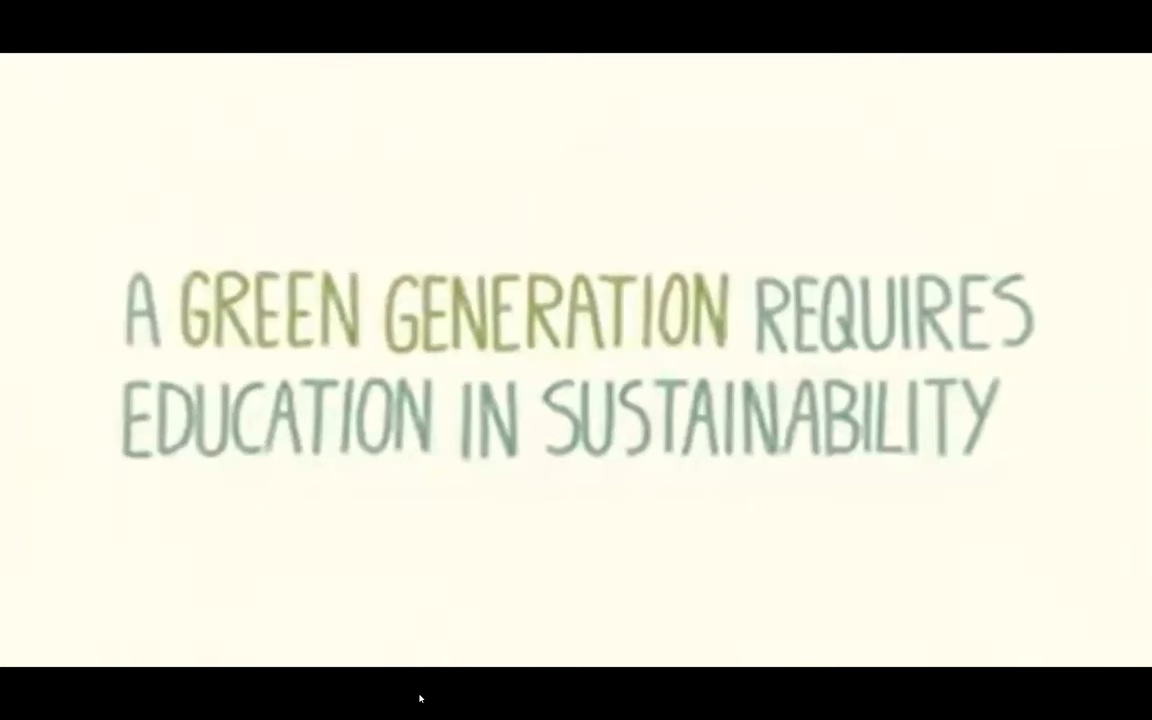 A GREEN GENERATION REQUIRES
EDUCATION IN SUSTAINABILITY